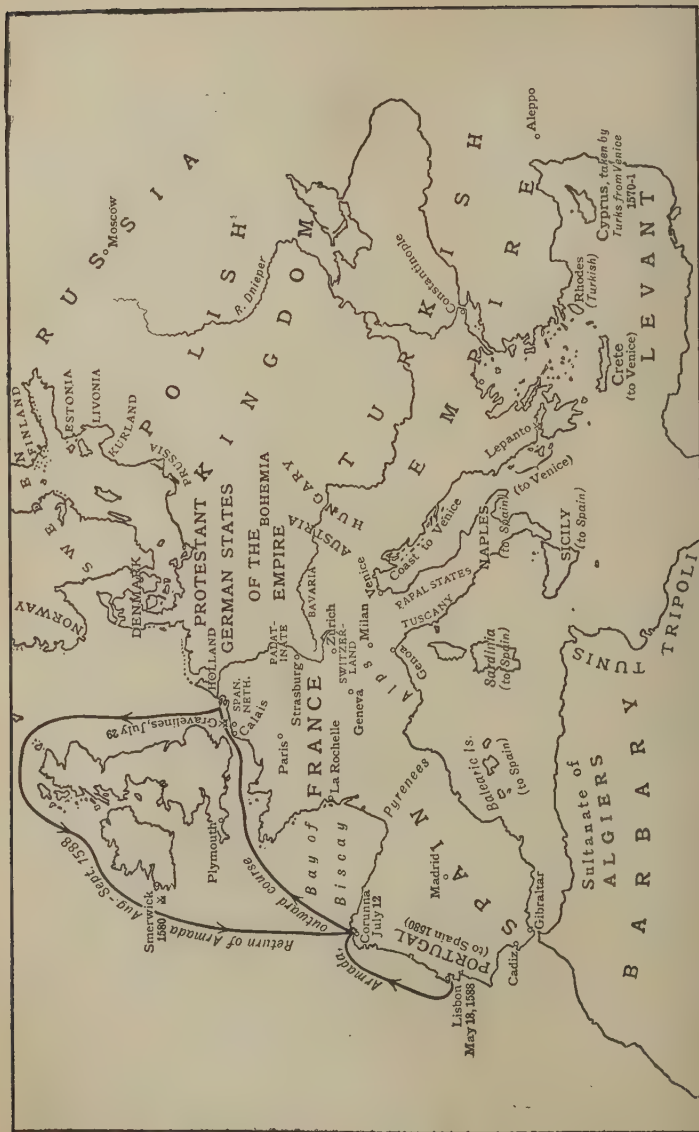 NORWAY
SWEDEN
FINLAND
ESTONIA
LIVONIA
KURLAND
PRUSSIA
DENMARK
RUSSIA
Moscow
POLISH
KINGDOM
R. Dnieper
PROTESTANT
GERMAN STATES
OF THE
EMPIRE
BOHEMIA
AUSTRIA
HUNGARY
BAVARIA
PADAT-
INATE
HOLLAND
SPAN.
NETH.
Gravelines, July 29
Calais
Paris
Strasburg
FRANCE
La Rochelle
Zürich
SWITZER-
LAND
Geneva
Alps
Milan
Venice
Genoa
TUSCANY
PAPAL STATES
Coast to Venice
NAPLES
(to Spain)
SICILY
(to Spain)
Sardinia
(to Spain)
Balearic Is.
(to Spain)
Plymouth
Smerwick
1580
Aug-Sept. 1588
Return of Armada
Armada,
outward course
Bay of
Biscay
Corunna
July 12
Pyrenees
SPAIN
Madrid
PORTUGAL
(to Spain 1580)
Lisbon
May 18, 1588
Cadiz
Gibraltar
TURKISH
EMPIRE
Constantinople
Aleppo
Lepanto
(to Venice)
Crete
(to Venice)
Rhodes
(Turkish)
Cyprus, taken by
Turks from Venice
1570-1
LEVANT
Sultanate of
ALGIERS
BARBARY
TUNIS
TRIPOLI